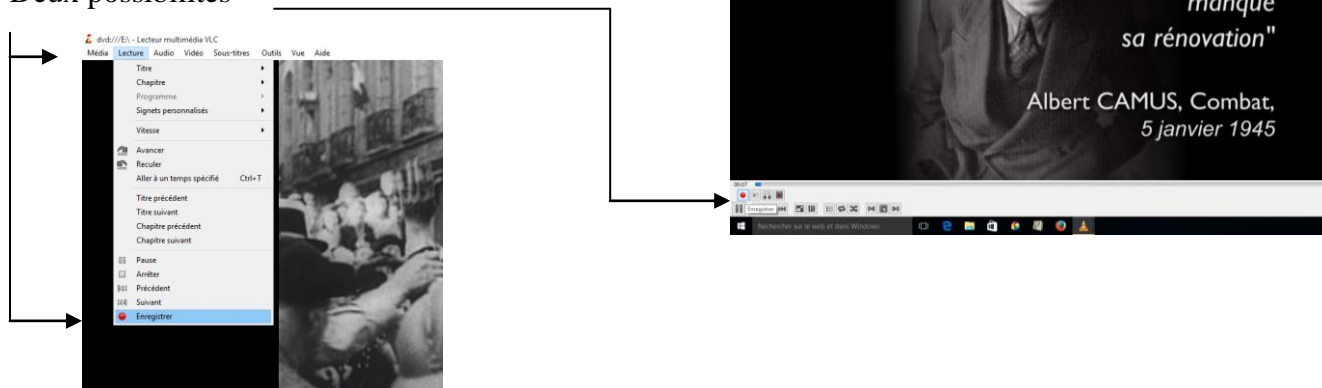 Deux possibilités
dvd:///E:\ - Lecteur multimédia VLC
Média Lecture Audio Vidéo Sous-titres Outils Vue Aide
Titre
Chapitre
Programme
Signets personnalisés
Vitesse
Avancer
Reculer
Aller à un temps spécifié Ctrl+T
Titre précédent
Titre suivant
Chapitre précédent
Chapitre suivant
Pause
Arrêter
Précédent
Suivant
Enregistrer
manque
sa rénovation"
Albert CAMUS, Combat,
5 janvier 1945
00:07
Enregistrer
Rechercher sur le web et dans Windows